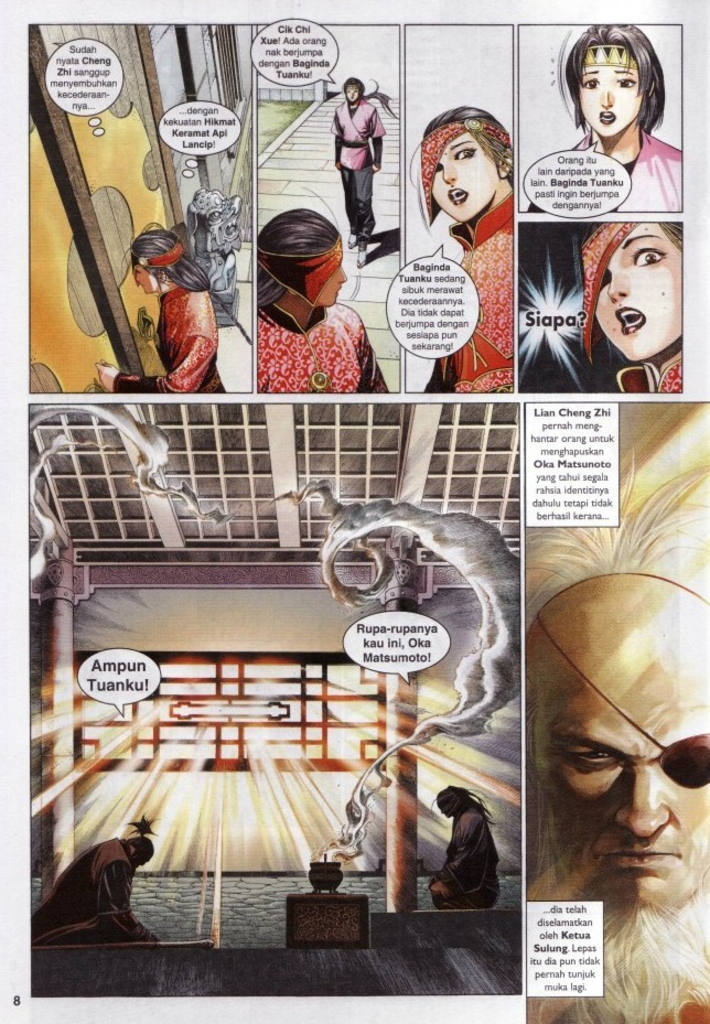 Sudah
nyata Cheng
Zhi sanggup
menyembuhkan
kecederaan-
nya...
...dengan
kekuatan Hikmat
Keramat Api
Lancip!
Cik Chi
Xue! Ada orang
nak berjumpa
dengan Baginda
Tuanku!
Baginda
Tuanku sedang
sibuk merawat
kecederaannya.
Dia tidak dapat
berjumpa dengan
sesiapa pun
sekarang!
Orang itu
lain daripada yang
lain. Baginda Tuanku
pasti ingin berjumpa
dengannya!
Siapa?
Ampun
Tuanku!
Rupa-rupanya
kau ini, Oka
Matsumoto!
Lian Cheng Zhi
pernah meng-
hantar orang untuk
menghapuskan
Oka Matsunoto
yang tahui segala
rahsia identitinya
dahulu tetapi tidak
berhasil kerana...
...dia telah
diselamatkan
oleh Ketua
Sulung. Lepas
itu dia pun tidak
pernah tunjuk
muka lagi.
8